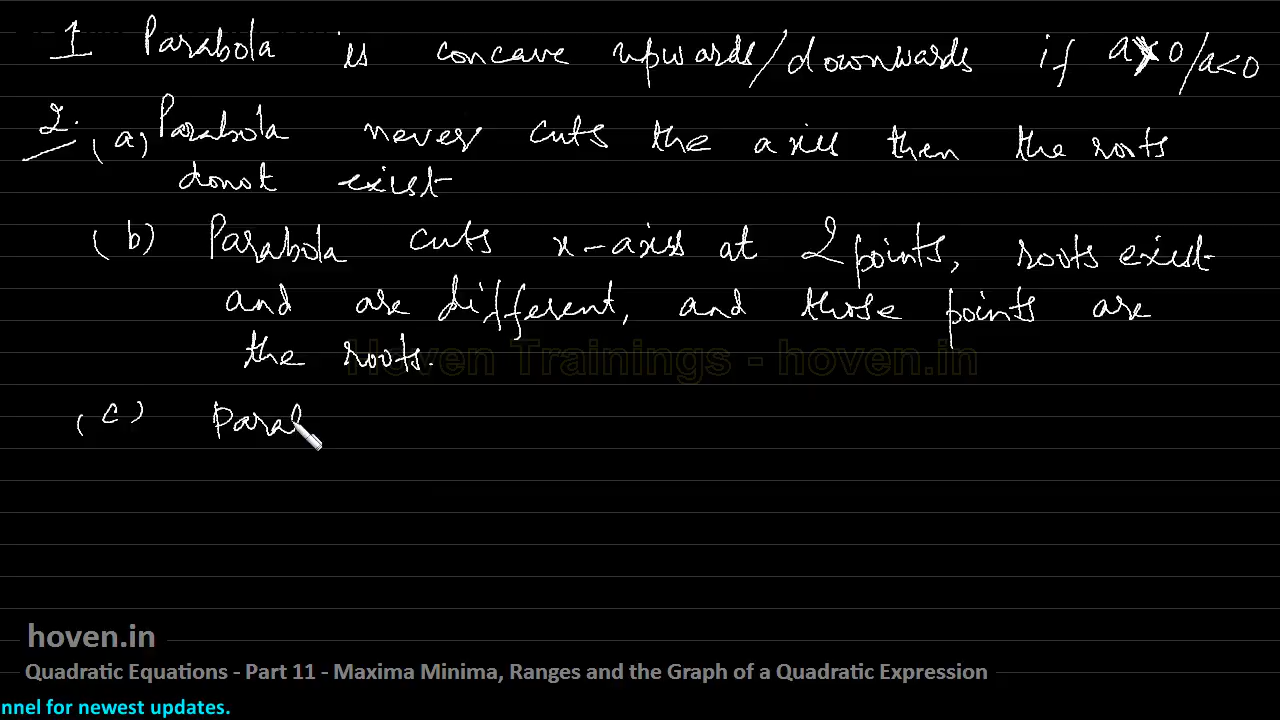 1 Parabola is concave upwards/downwards if a>0/a<0
2. (a) Parabola never cuts the axis then the roots
donot exist
(b) Parabola cuts x-axis at 2 points, roots exist
and are different, and those points are
the roots.
Hoven Trainings - hoven.in
(c) Parab
hoven.in
Quadratic Equations - Part 11 - Maxima Minima, Ranges and the Graph of a Quadratic Expression
nnel for newest updates.